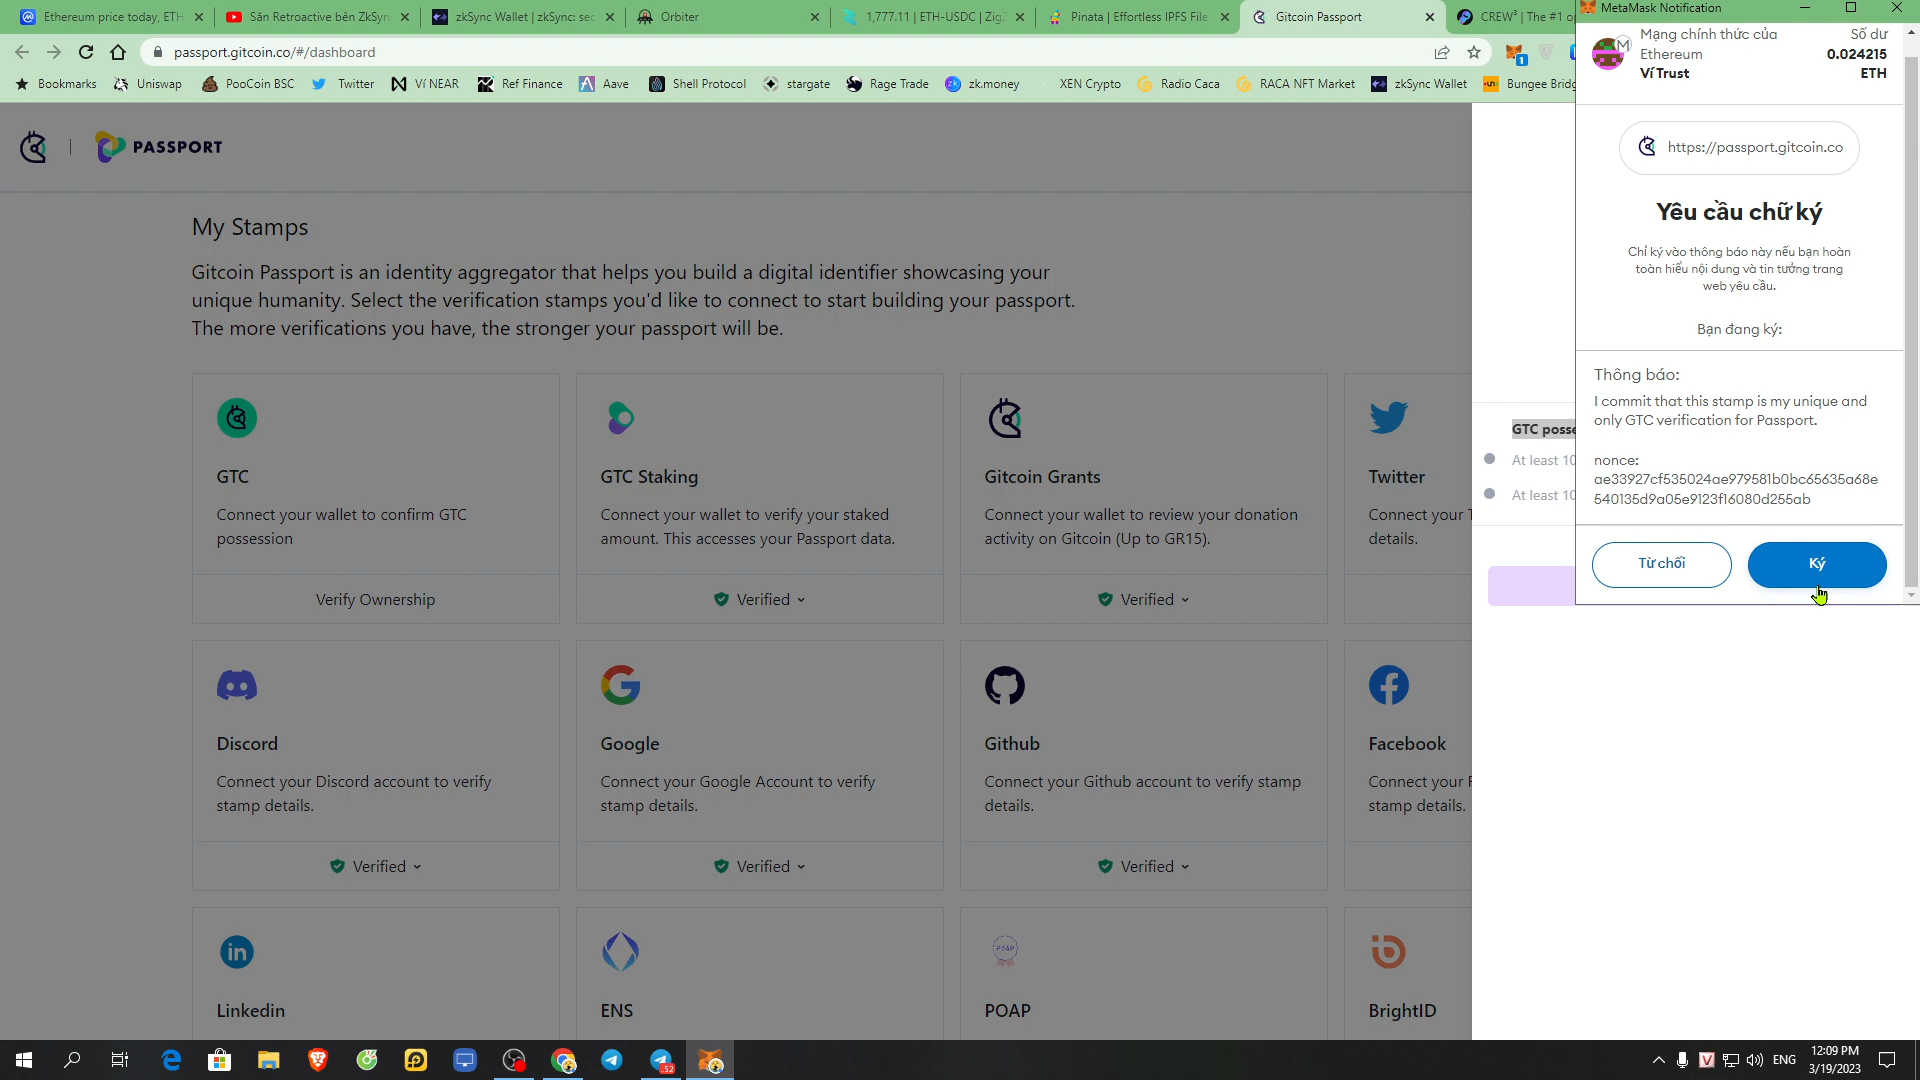 Ethereum price today, ETH
Săn Retroactive bên ZkSyn
zkSync Wallet | zkSync: sec
Orbiter
1,777.11 | ETH-USDC | Zig
Pinata | Effortless IPFS File
Gitcoin Passport
CREW³ | The #1 op
MetaMask Notification
passport.gitcoin.co/#/dashboard
1
Bookmarks
Uniswap
PooCoin BSC
Twitter
Ví NEAR
Ref Finance
Aave
Shell Protocol
stargate
Rage Trade
zk.money
XEN Crypto
Radio Caca
RACA NFT Market
zkSync Wallet
Bungee Bridg
PASSPORT
My Stamps
Gitcoin Passport is an identity aggregator that helps you build a digital identifier showcasing your
unique humanity. Select the verification stamps you'd like to connect to start building your passport.
The more verifications you have, the stronger your passport will be.
GTC
Connect your wallet to confirm GTC
possession
Verify Ownership
GTC Staking
Connect your wallet to verify your staked
amount. This accesses your Passport data.
Verified
Gitcoin Grants
Connect your wallet to review your donation
activity on Gitcoin (Up to GR15).
Verified
Twitter
Connect your T
details.
Discord
Connect your Discord account to verify
stamp details.
Verified
Google
Connect your Google Account to verify
stamp details.
Verified
Github
Connect your Github account to verify stamp
details.
Verified
Facebook
Connect your F
stamp details.
Linkedin
ENS
POAP
POAP
BrightID
GTC posse
At least 10
At least 10
Mạng chính thức của
Ethereum
Ví Trust
M
Số dư
0.024215
ETH
https://passport.gitcoin.co
Yêu cầu chữ ký
Chỉ ký vào thông báo này nếu bạn hoàn
toàn hiểu nội dung và tin tưởng trang
web yêu cầu.
Bạn đang ký:
Thông báo:
I commit that this stamp is my unique and
only GTC verification for Passport.
nonce:
ae33927cf535024ae979581b0bc65635a68e
540135d9a05e9123f16080d255ab
Từ chối
Ký
52
ENG
12:09 PM
3/19/2023